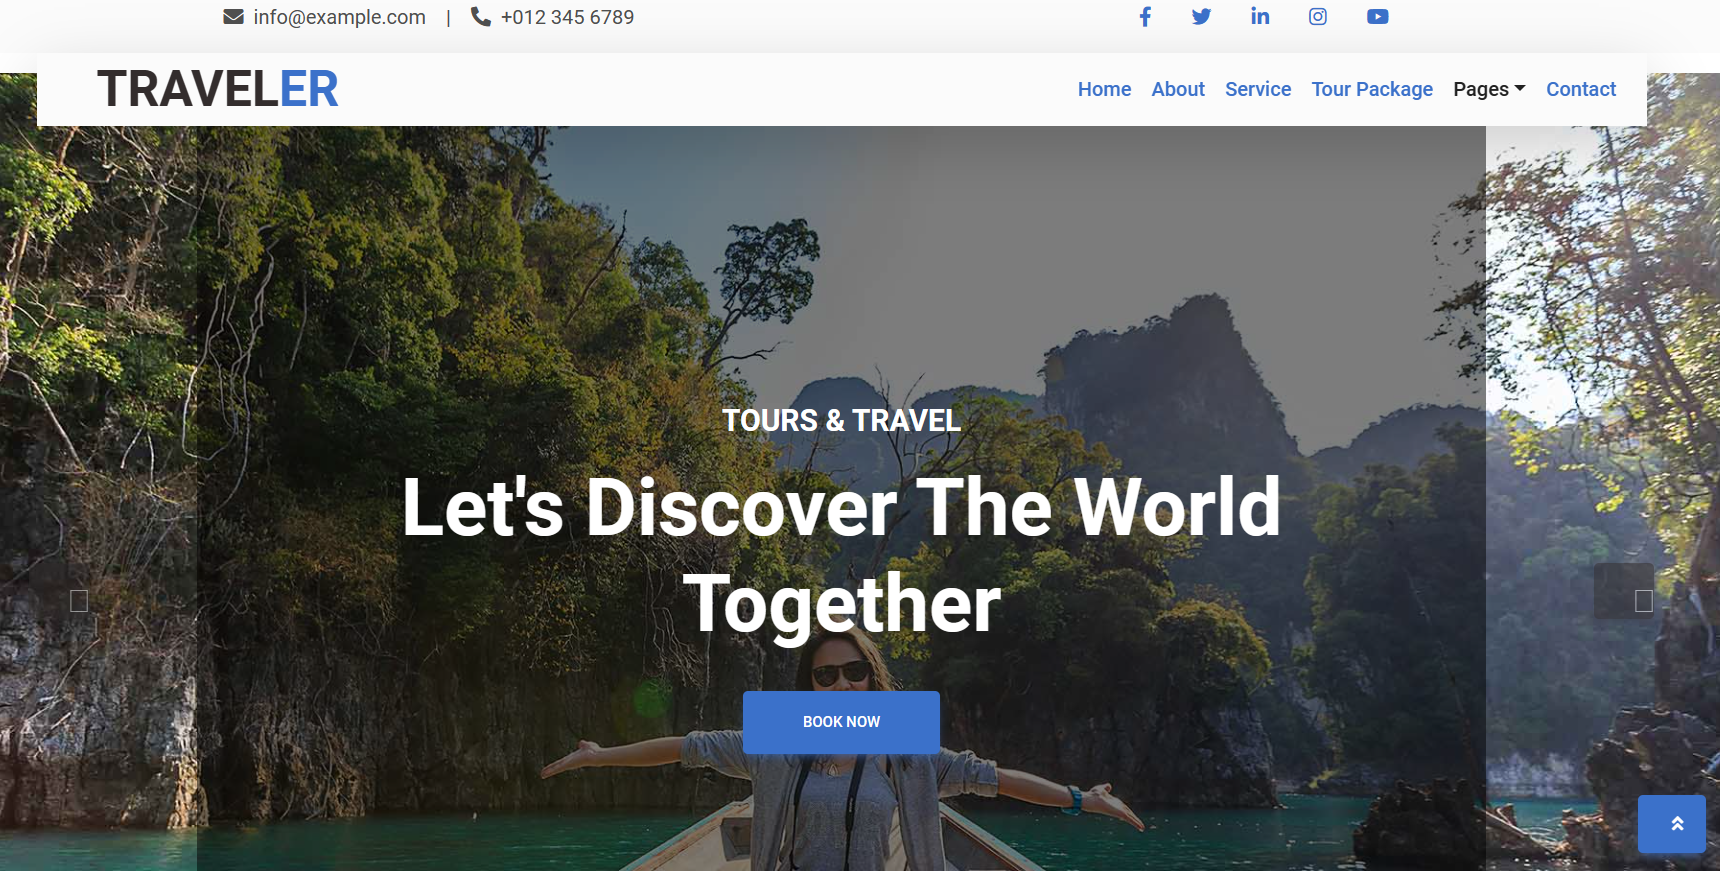 info@example.com | +012 345 6789
TRAVELER
Home About Service Tour Package Pages Contact
TOURS & TRAVEL
Let's Discover The World
Together
BOOK NOW